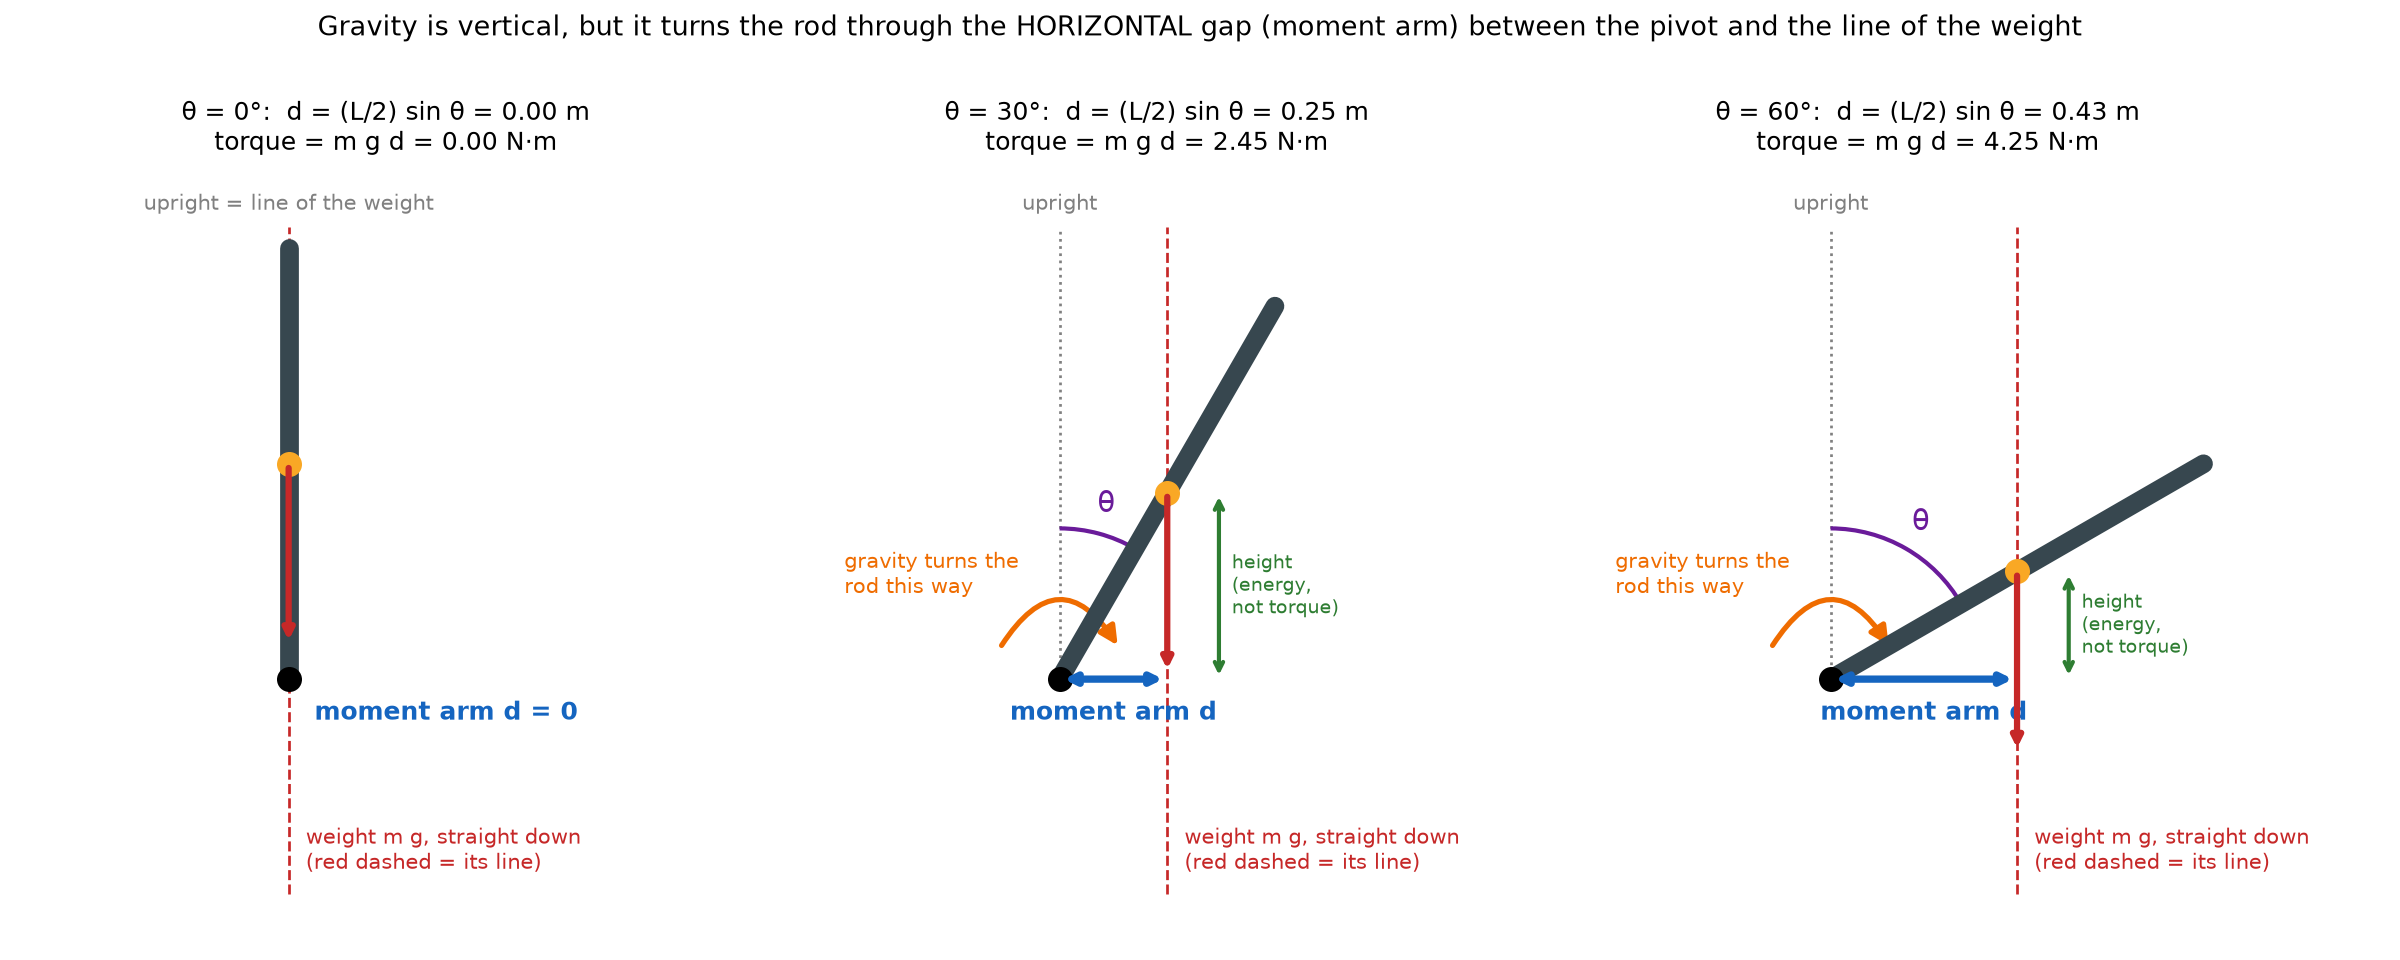 Gravity is vertical, but it turns the rod through the HORIZONTAL gap (moment arm) between the pivot and the line of the weight
θ = 0°:  d = (L/2) sin θ = 0.00 m
torque = m g d = 0.00 N·m
upright = line of the weight
moment arm d = 0
weight m g, straight down
(red dashed = its line)
θ = 30°:  d = (L/2) sin θ = 0.25 m
torque = m g d = 2.45 N·m
upright
θ
gravity turns the
rod this way
height
(energy,
not torque)
moment arm d
weight m g, straight down
(red dashed = its line)
θ = 60°:  d = (L/2) sin θ = 0.43 m
torque = m g d = 4.25 N·m
upright
θ
gravity turns the
rod this way
height
(energy,
not torque)
moment arm d
weight m g, straight down
(red dashed = its line)